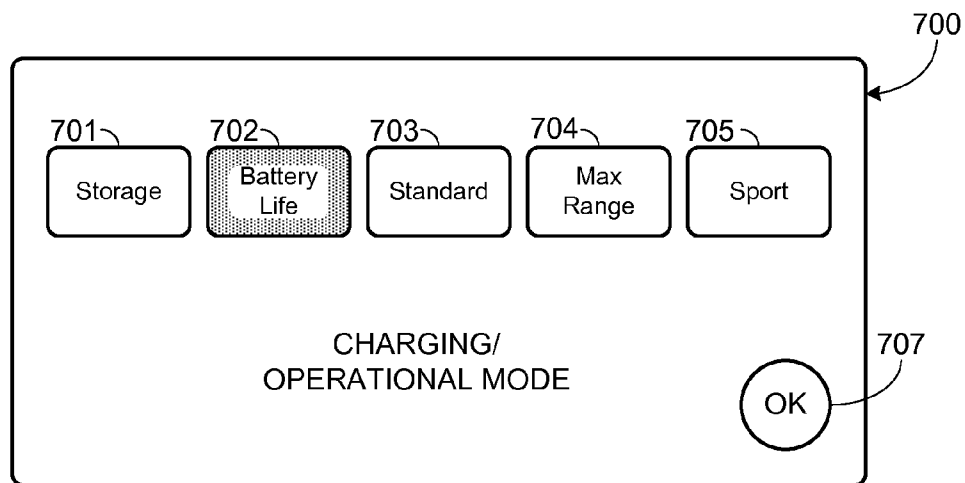 700
701 702 703 704 705
Storage
Battery
Life
Standard
Max
Range
Sport
CHARGING/
OPERATIONAL MODE
707
OK